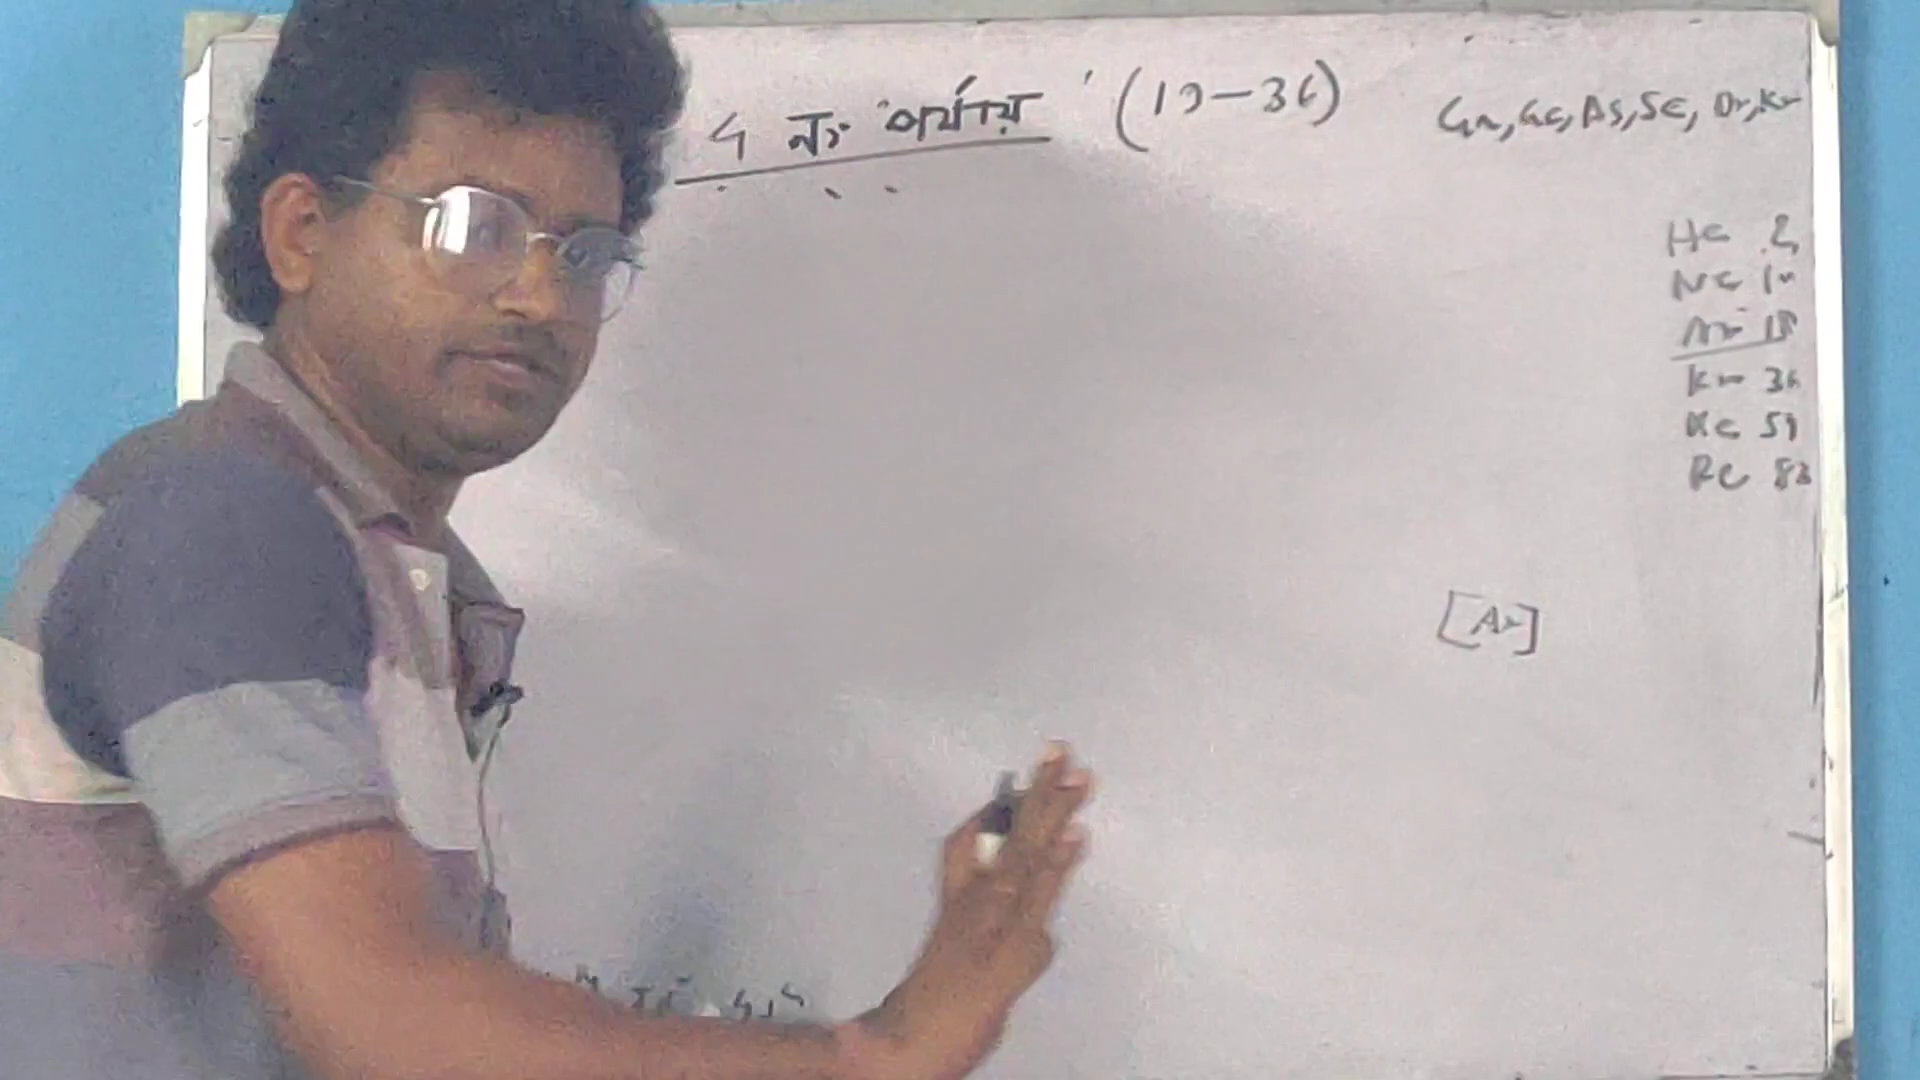 4 নং পর্যায় (19-36)
Ga, Ge, As, Se, Br, Kr
He 2
Ne 10
Ar 18
Kr 36
Xe 54
Rn 86
[Ar]